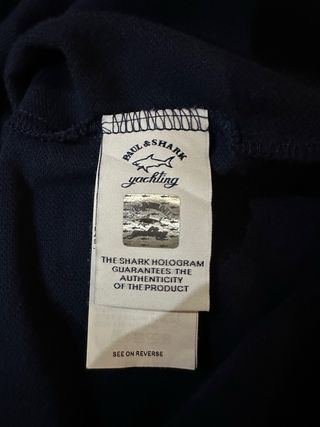 PAUL & SHARK
yachting
THE SHARK HOLOGRAM
GUARANTEES THE
AUTHENTICITY
OF THE PRODUCT
SEE ON REVERSE